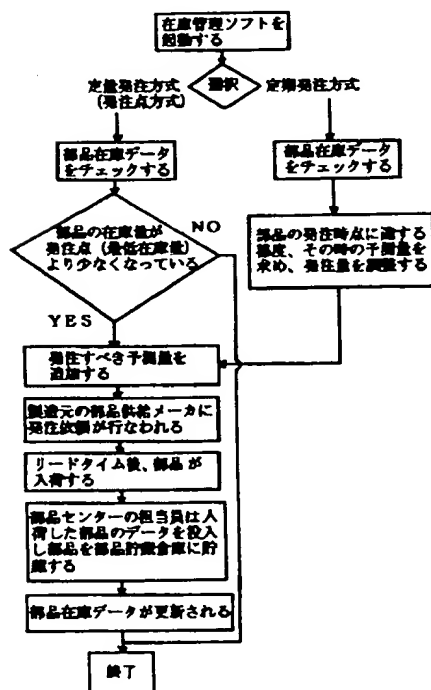 在庫管理ソフトを
起動する
選択
定量発注方式
(発注点方式)
定期発注方式
部品在庫データ
をチェックする
部品在庫データ
をチェックする
部品の在庫量が
発注点(最低在庫量)
より少なくなっている
NO
YES
部品の発注時点に達する
都度、その時の予測量を
求め、発注量を調整する
発注すべき予測量を
追加する
製造元の部品供給メーカに
発注依頼が行なわれる
リードタイム後、部品が
入荷する
部品センターの担当員は入
荷した部品のデータを投入
し部品を部品貯蔵倉庫に貯
蔵する
部品在庫データが更新される
終了